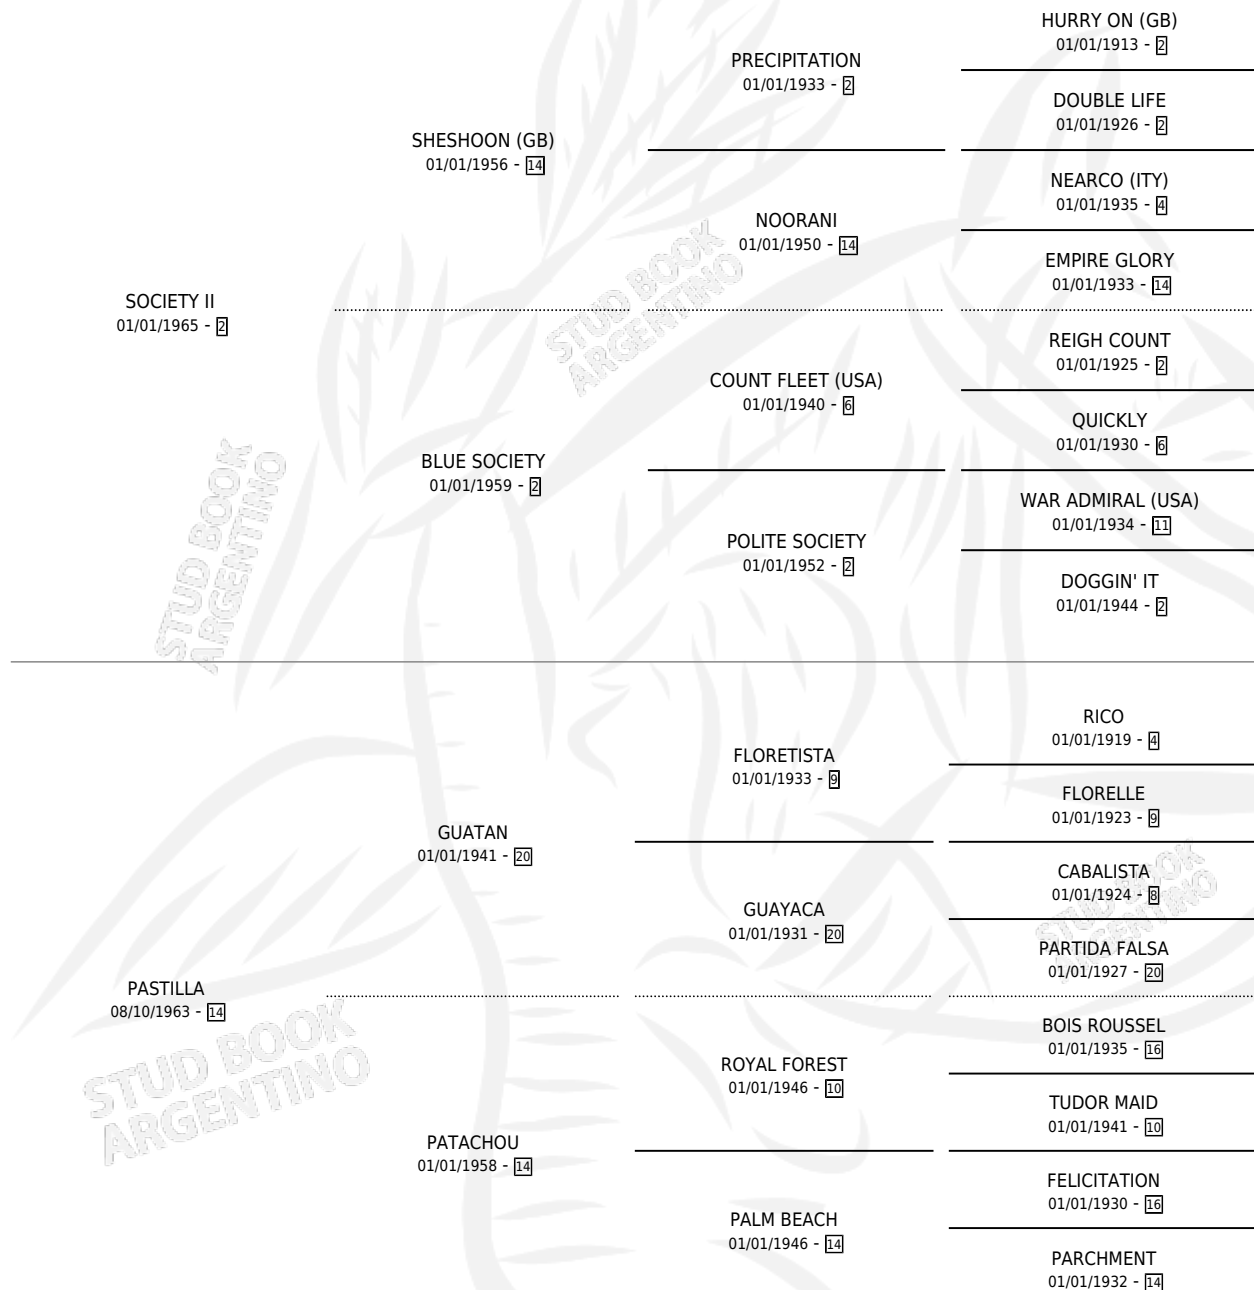 HURRY ON (GB)
01/01/1913 - 2
PRECIPITATION
01/01/1933 - 2
DOUBLE LIFE
01/01/1926 - 2
SHESHOON (GB)
01/01/1956 - 14
NEARCO (ITY)
01/01/1935 - 4
NOORANI
01/01/1950 - 14
EMPIRE GLORY
01/01/1933 - 14
SOCIETY II
01/01/1965 - 2
STUD BOOK
ARGENTINO
REIGH COUNT
01/01/1925 - 2
COUNT FLEET (USA)
01/01/1940 - 6
QUICKLY
01/01/1930 - 6
BLUE SOCIETY
01/01/1959 - 2
WAR ADMIRAL (USA)
01/01/1934 - 11
POLITE SOCIETY
01/01/1952 - 2
DOGGIN' IT
01/01/1944 - 2
STUD BOOK
ARGENTINO
RICO
01/01/1919 - 4
FLORETISTA
01/01/1933 - 9
FLORELLE
01/01/1923 - 9
GUATAN
01/01/1941 - 20
CABALISTA
01/01/1924 - 8
GUAYACA
01/01/1931 - 20
STUD BOOK
ARGENTINO
PARTIDA FALSA
01/01/1927 - 20
PASTILLA
08/10/1963 - 14
STUD BOOK
ARGENTINO
BOIS ROUSSEL
01/01/1935 - 16
ROYAL FOREST
01/01/1946 - 10
TUDOR MAID
01/01/1941 - 10
PATACHOU
01/01/1958 - 14
FELICITATION
01/01/1930 - 16
PALM BEACH
01/01/1946 - 14
PARCHMENT
01/01/1932 - 14